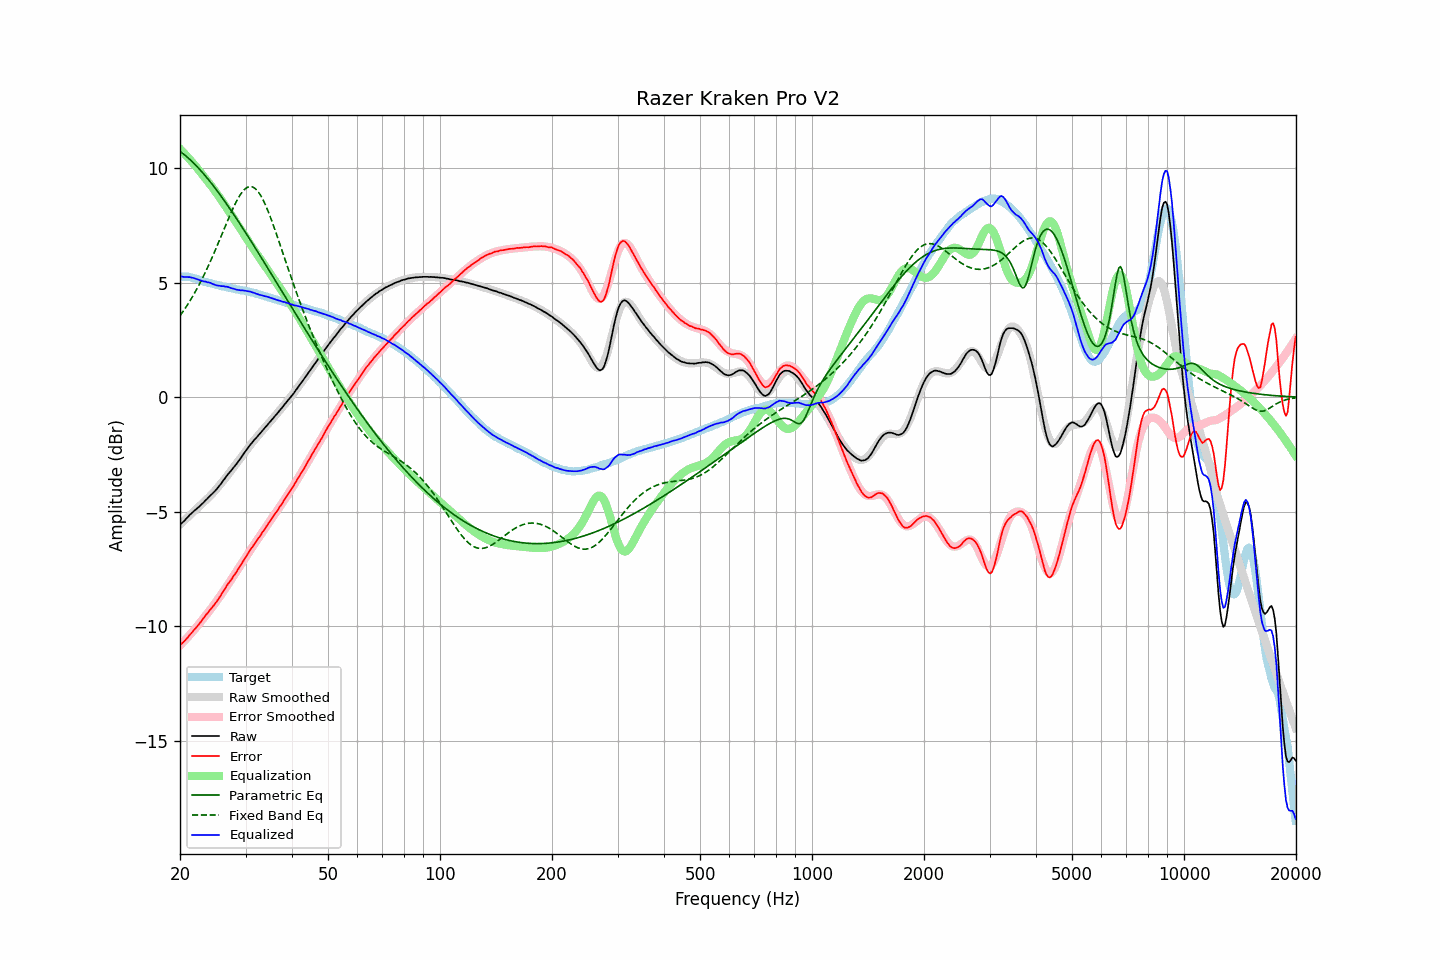 Razer Kraken Pro V2
Amplitude (dBr)
10
5
0
−5
−10
−15
Target
Raw Smoothed
Error Smoothed
Raw
Error
Equalization
Parametric Eq
Fixed Band Eq
Equalized
20 50 100 200 500 1000 2000 5000 10000 20000
Frequency (Hz)